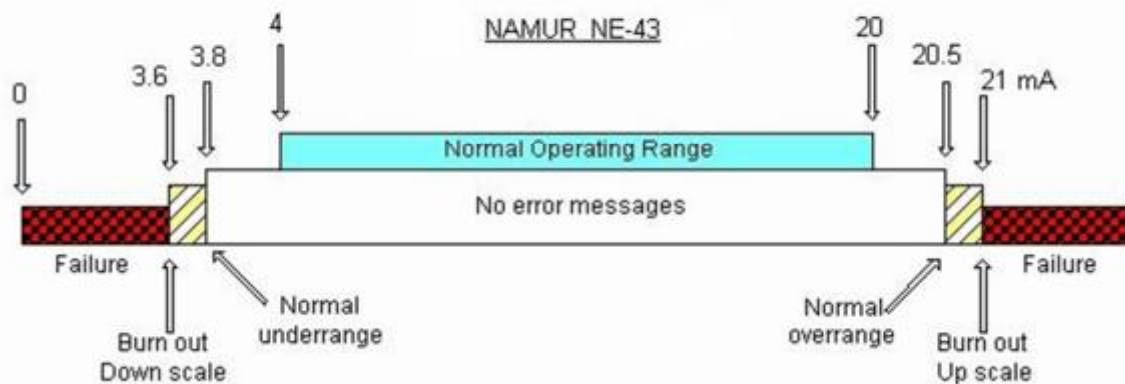 NAMUR NE-43
0
3.6
3.8
4
20
20.5
21 mA
Normal Operating Range
No error messages
Failure
Normal
underrange
Burn out
Down scale
Normal
overrange
Burn out
Up scale
Failure